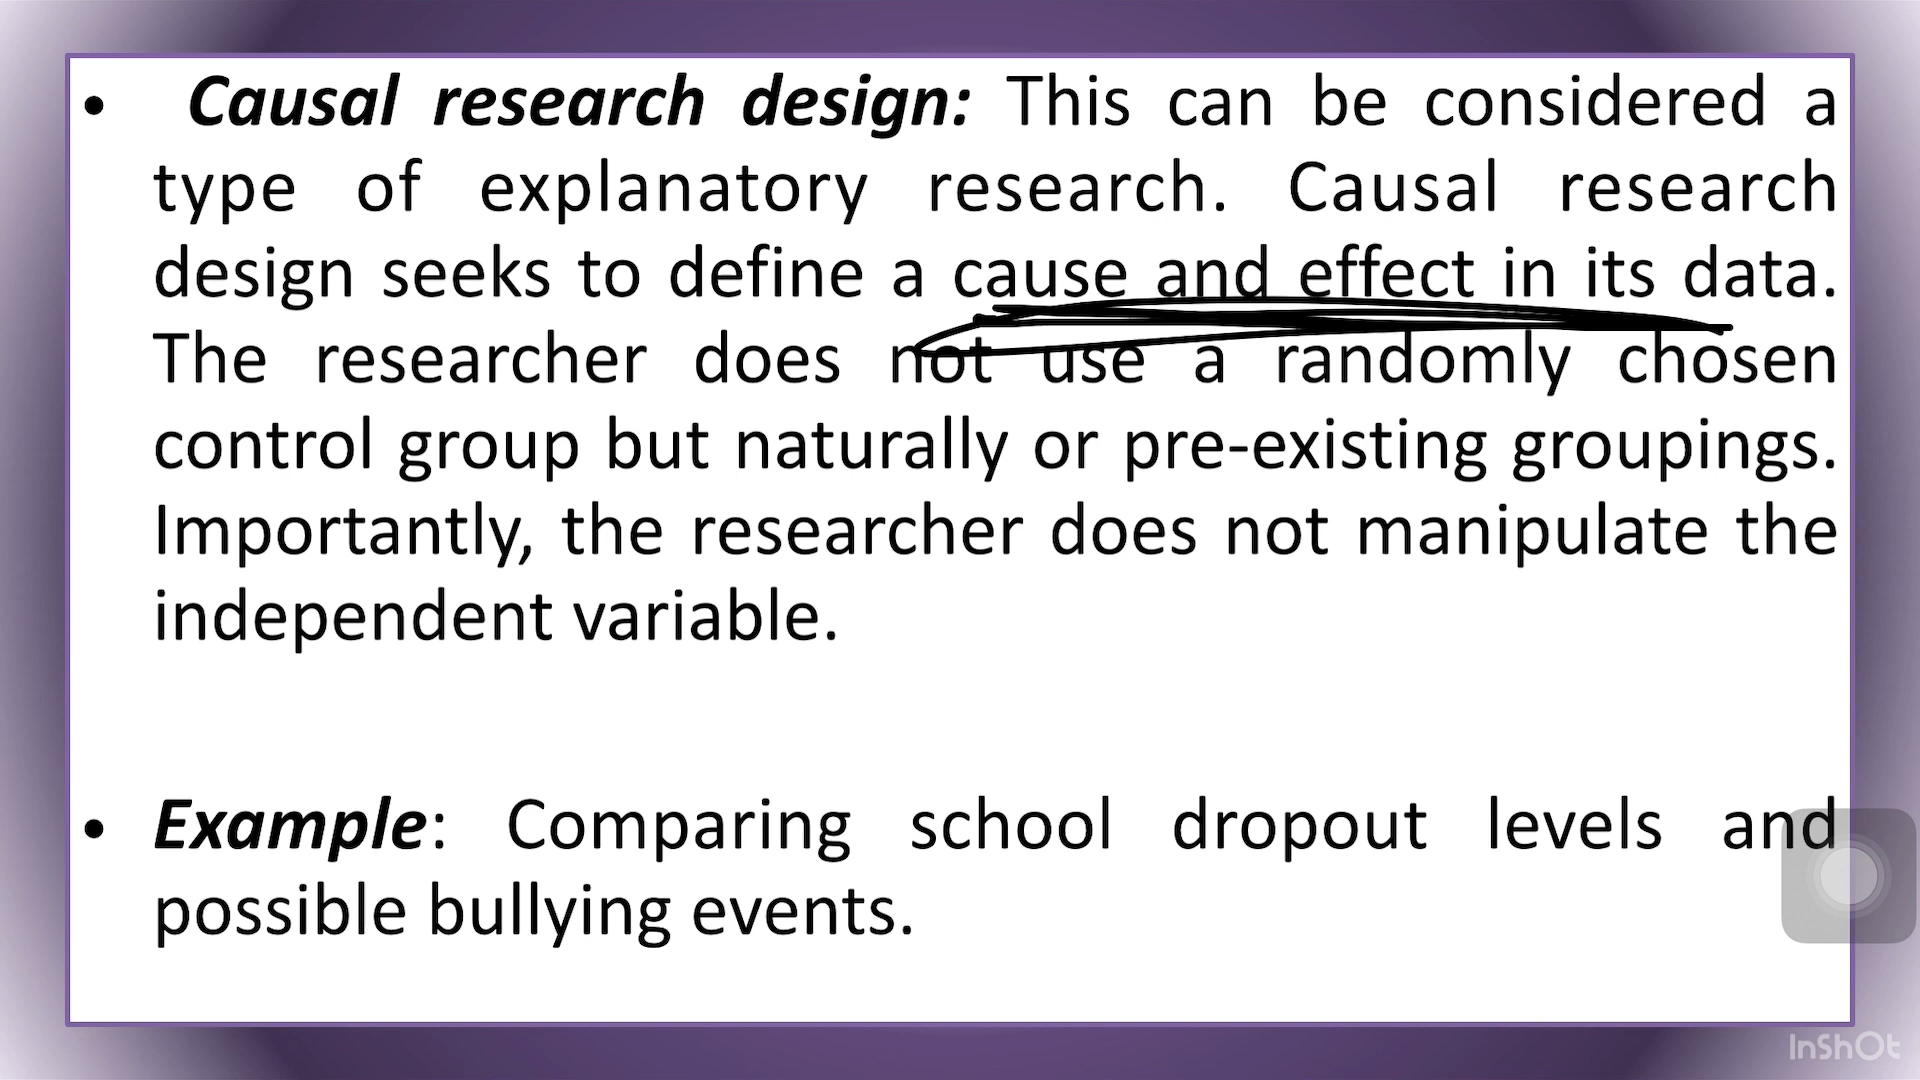 • Causal research design: This can be considered a
type of explanatory research. Causal research
design seeks to define a cause and effect in its data.
The researcher does not use a randomly chosen
control group but naturally or pre-existing groupings.
Importantly, the researcher does not manipulate the
independent variable.
• Example: Comparing school dropout levels and
possible bullying events.
InShOt